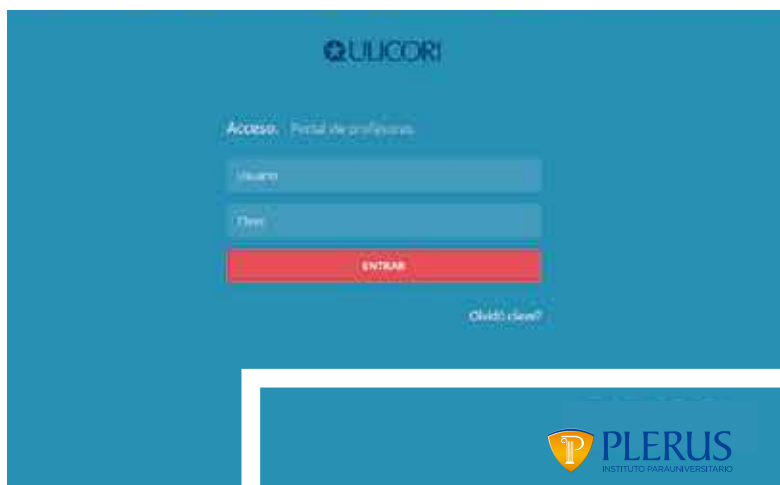 ULICORI
Acceso. Portal de profesores.
Usuario
Clave
ENTRAR
Olvidó clave?
PLERUS
INSTITUTO PARAUNIVERSITARIO